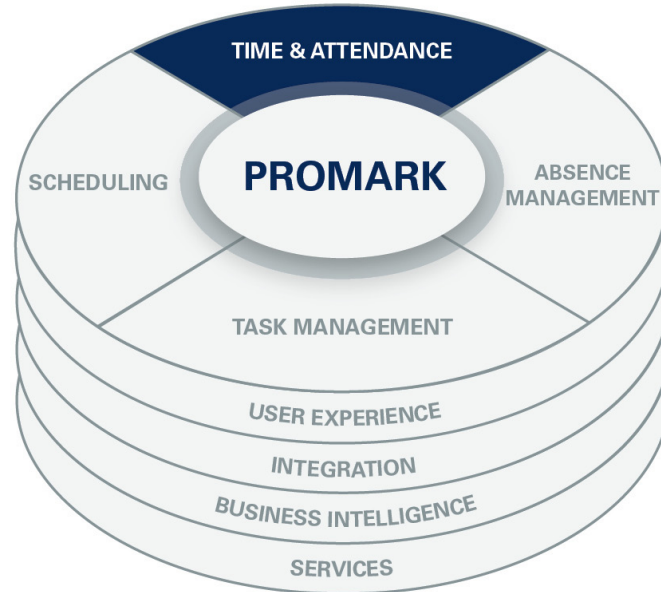 TIME & ATTENDANCE
SCHEDULING
PROMARK
ABSENCE
MANAGEMENT
TASK MANAGEMENT
USER EXPERIENCE
INTEGRATION
BUSINESS INTELLIGENCE
SERVICES